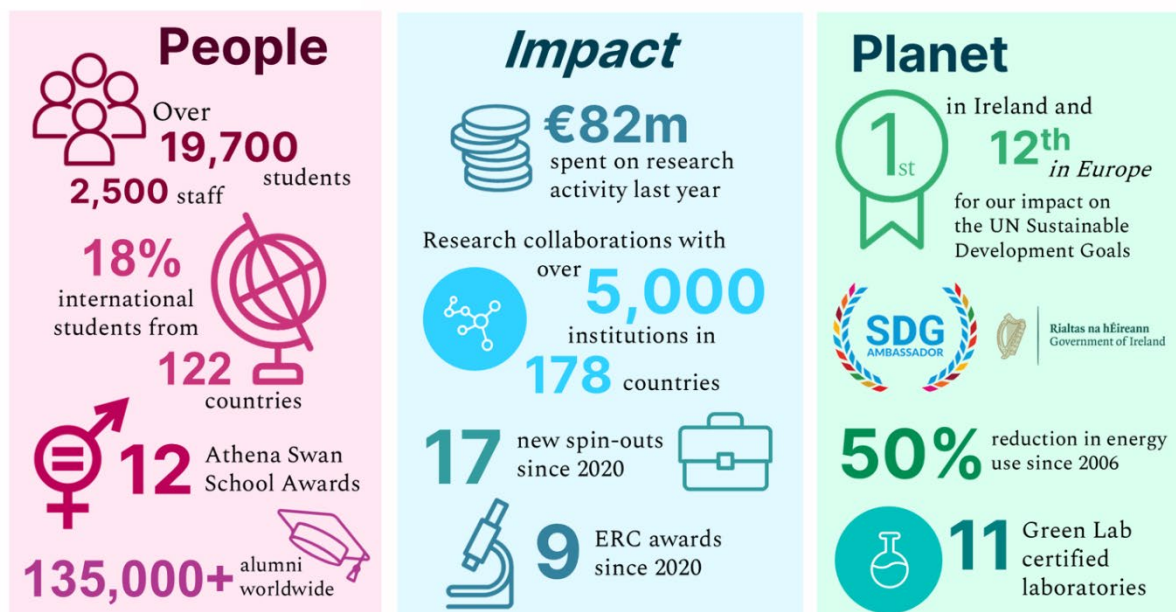 People
Over
19,700
students
2,500 staff
18%
international
students from
122
countries
12
Athena Swan
School Awards
135,000+ alumni
worldwide
Impact
€82m
spent on research
activity last year
Research collaborations with
over
5,000
institutions in
178 countries
17 new spin-outs
since 2020
9 ERC awards
since 2020
Planet
1st
in Ireland and
12th
in Europe
for our impact on
the UN Sustainable
Development Goals
SDG
AMBASSADOR
Rialtas na hÉireann
Government of Ireland
50% reduction in energy
use since 2006
11 Green Lab
certified
laboratories